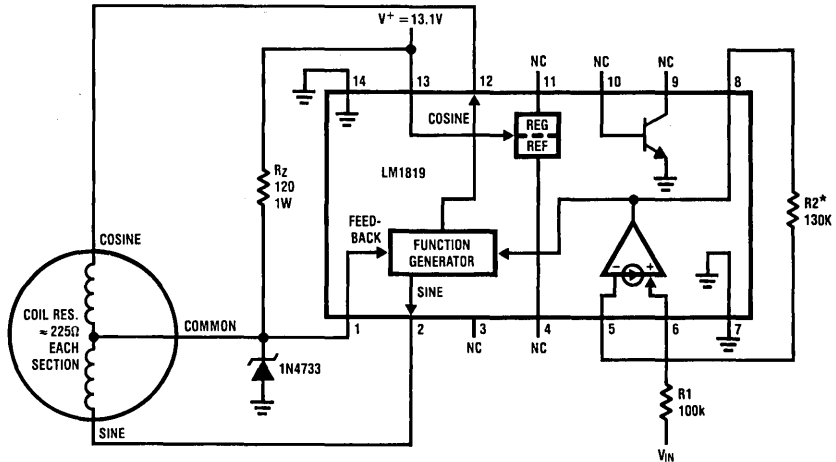 V+ = 13.1V
NC
NC
NC
14
13
12
11
10
9
8
COSINE
REG
REF
LM1819
RZ
120
1W
R2*
130K
FEED-
BACK
FUNCTION
GENERATOR
SINE
- +
COSINE
COIL RES.
≈ 225Ω
EACH
SECTION
COMMON
1
2
3
4
5
6
7
NC
NC
1N4733
SINE
R1
100k
VIN